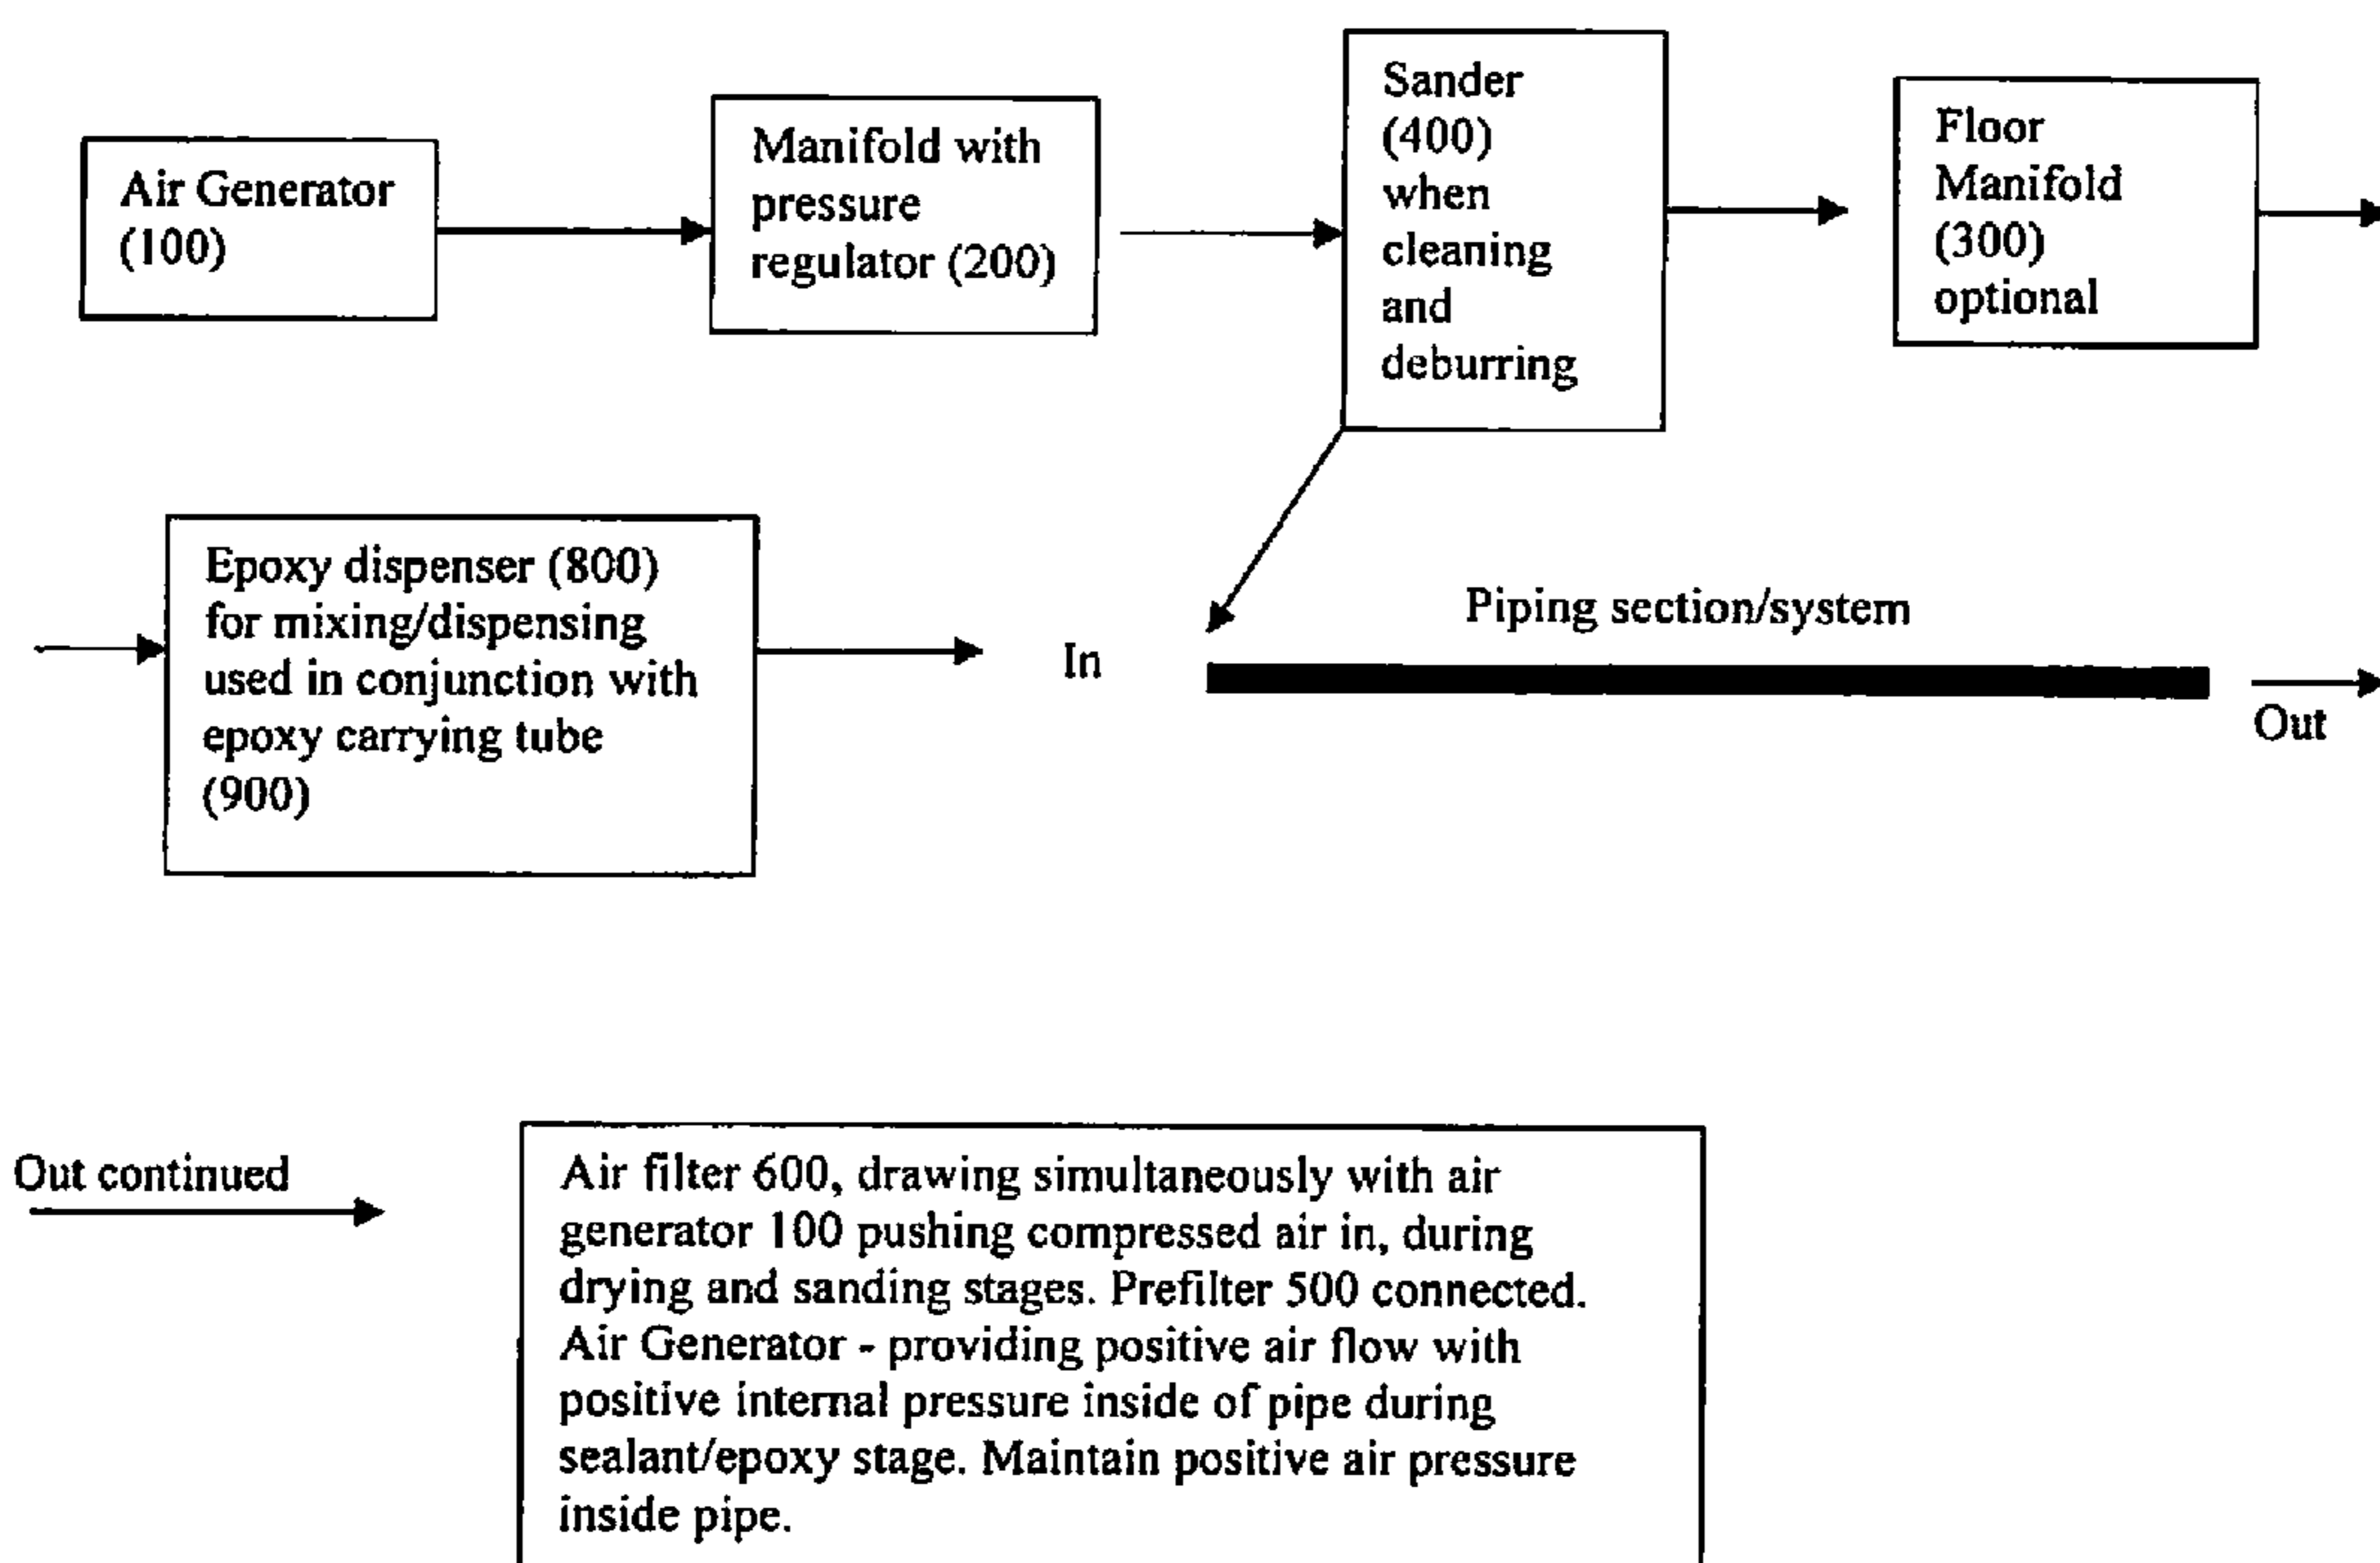 Air Generator
(100)
Manifold with
pressure
regulator (200)
Sander
(400)
when
cleaning
and
deburring
Floor
Manifold
(300)
optional
Epoxy dispenser (800)
for mixing/dispensing
used in conjunction with
epoxy carrying tube
(900)
In
Piping section/system
Out
Out continued
Air filter 600, drawing simultaneously with air
generator 100 pushing compressed air in, during
drying and sanding stages. Prefilter 500 connected.
Air Generator - providing positive air flow with
positive internal pressure inside of pipe during
sealant/epoxy stage. Maintain positive air pressure
inside pipe.